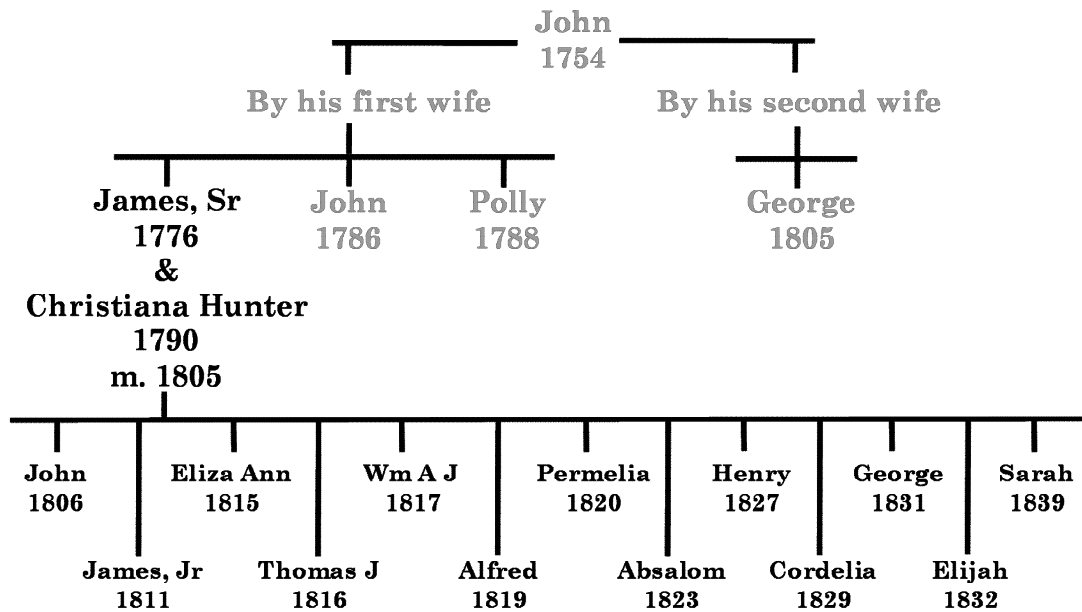 John
1754
By his first wife
By his second wife
James, Sr
1776
&
Christiana Hunter
1790
m. 1805
John
1786
Polly
1788
George
1805
John
1806
James, Jr
1811
Eliza Ann
1815
Thomas J
1816
Wm A J
1817
Alfred
1819
Permelia
1820
Absalom
1823
Henry
1827
Cordelia
1829
George
1831
Elijah
1832
Sarah
1839